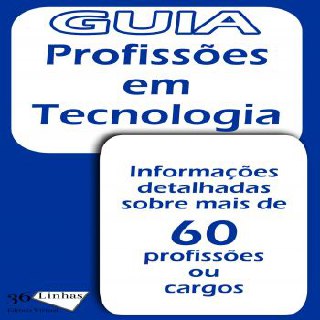 GUIA
Profissões
em
Tecnologia
Informações
detalhadas
sobre mais de
60
profissões
ou
cargos
36 Linhas